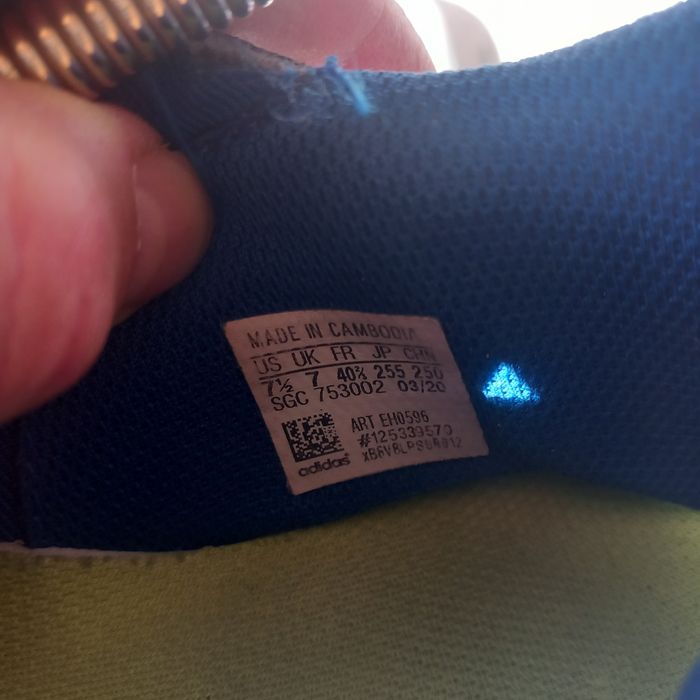 MADE IN CAMBODIA
US UK FR JP CHN
7½ 7 40⅔ 255 250
SGC 753002 03/20
ART EH0596
#125339570
adidas